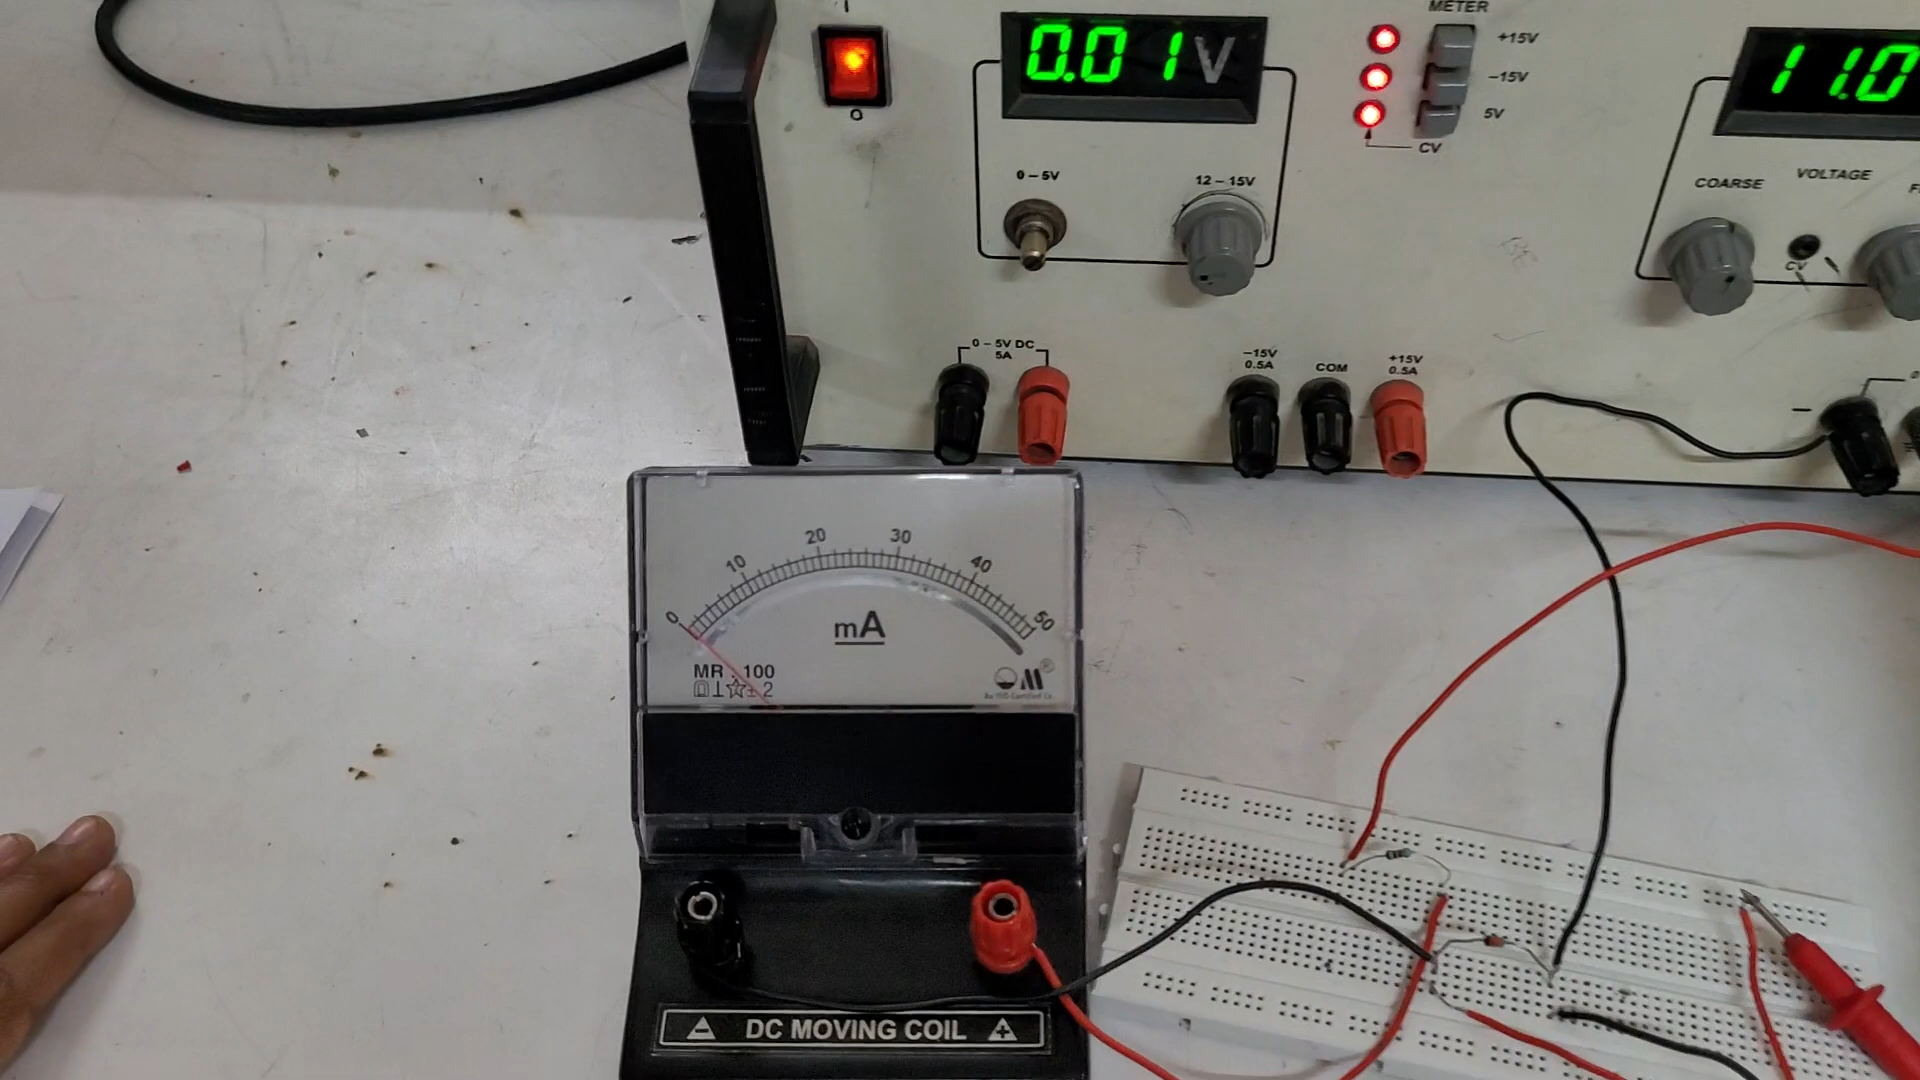 I
O
0.01V
METER
+15V
-15V
5V
CV
11.0
0 – 5V
12 – 15V
COARSE
VOLTAGE
CV
0 – 5V DC
5A
-15V
0.5A
COM
+15V
0.5A
0 10 20 30 40 50
mA
MR . 100
2
DC MOVING COIL